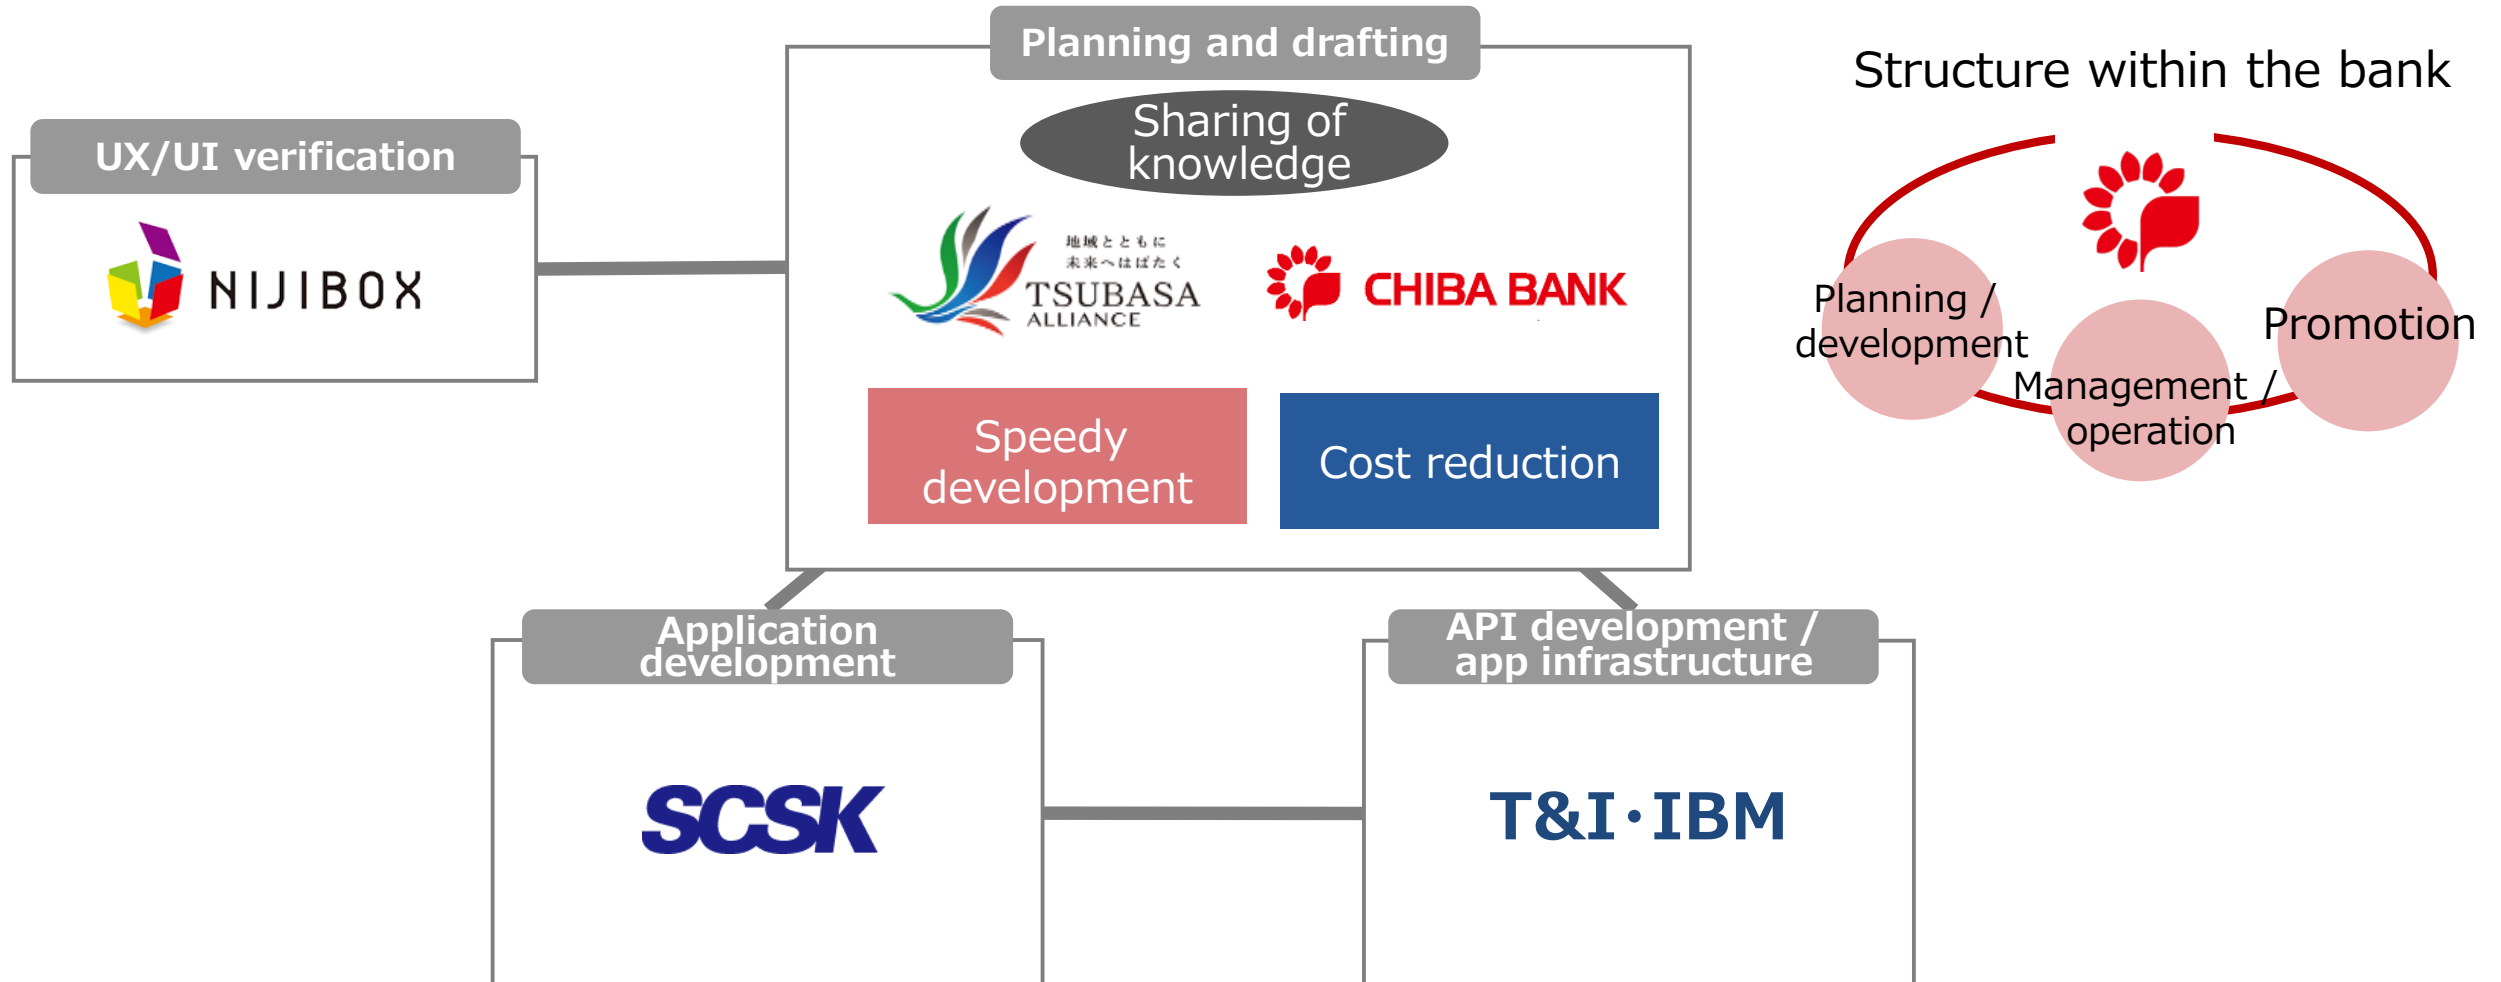 Planning and drafting
Sharing of
knowledge
地域とともに
未来へはばたく
TSUBASA
ALLIANCE
CHIBA BANK
Speedy
development
Cost reduction
UX/UI verification
NIJIBOX
Structure within the bank
Planning /
development
Management /
operation
Promotion
Application
development
SCSK
API development /
app infrastructure
T&I・IBM